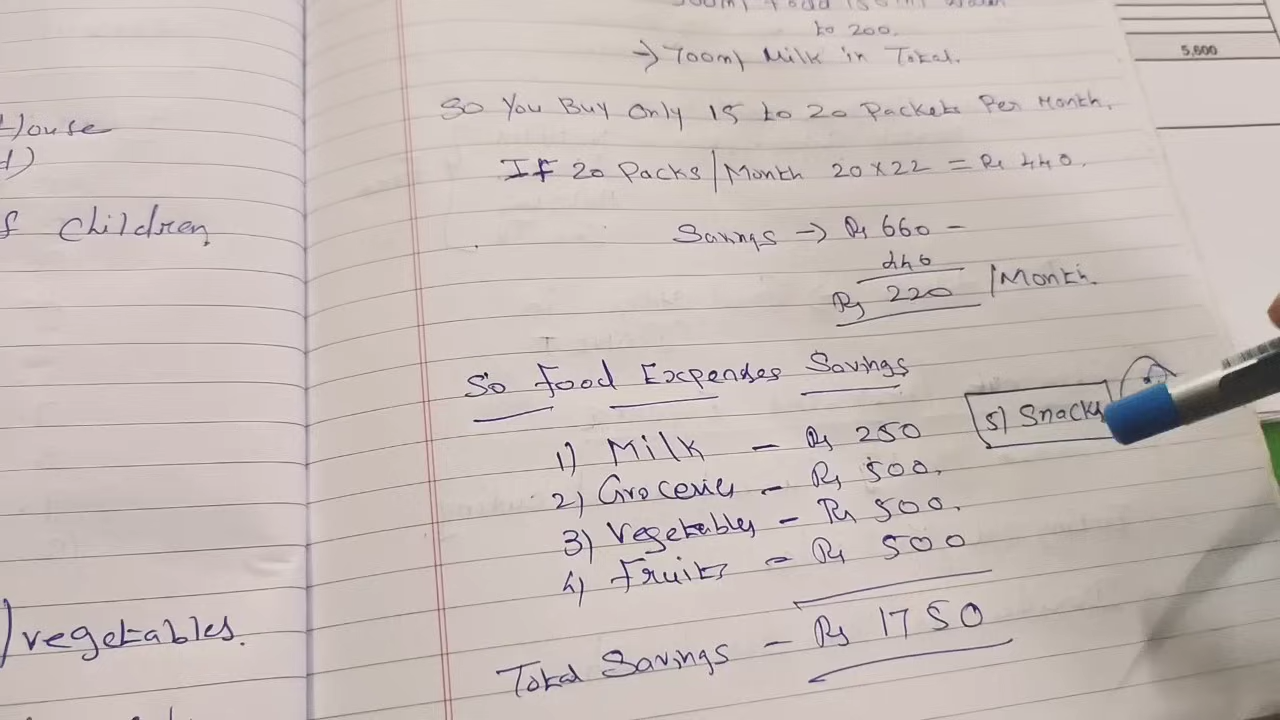 House
f children
) vegetables.
to 200.
→ 700ml Milk in Total.
So You Buy Only 15 to 20 Packets Per Month.
If 20 Packs/Month 20 x 22 = Rs 440.
Savings → Rs 660 -
440
Rs 220 /Month.
So Food Expenses Savings
1) Milk - Rs 250
2) Groceries - Rs 500.
3) Vegetables - Rs 500.
4) Fruits - Rs 500
5) Snacks
Total Savings - Rs 1750
5,600